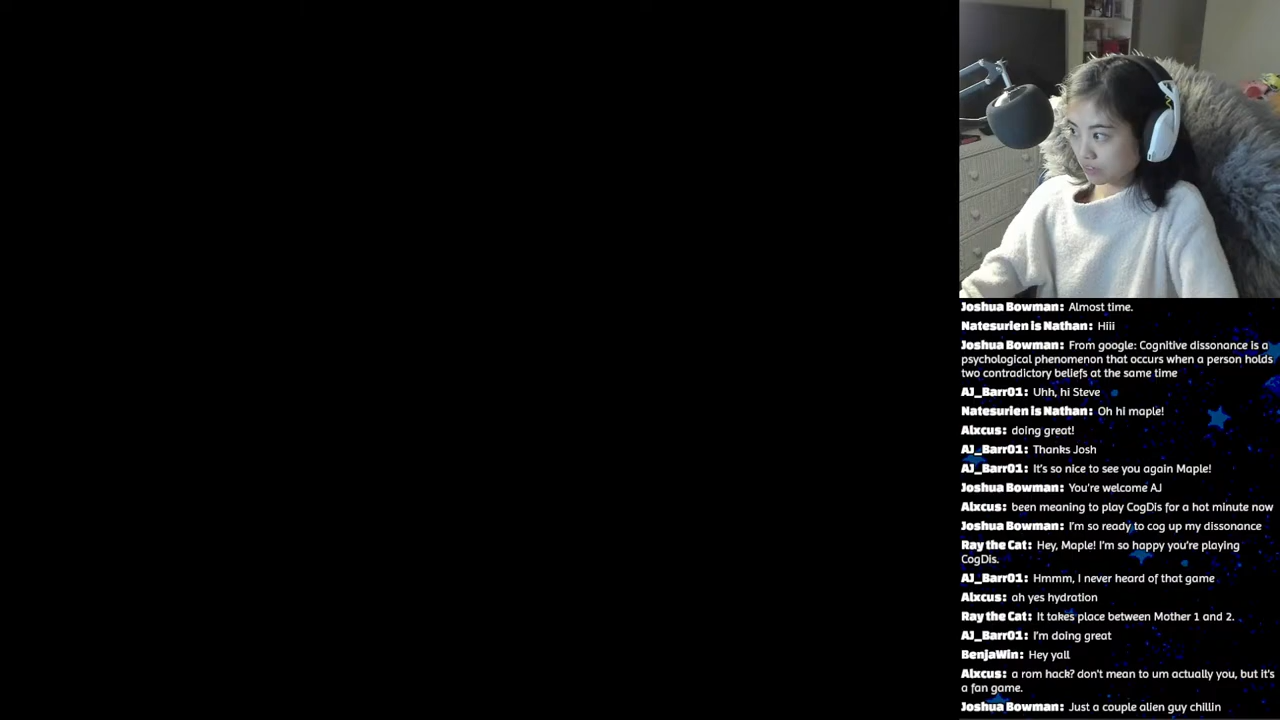 Joshua Bowman: Almost time.
Natesurien is Nathan: Hiii
Joshua Bowman: From google: Cognitive dissonance is a
psychological phenomenon that occurs when a person holds
two contradictory beliefs at the same time
AJ_Barr01: Uhh, hi Steve
Natesurien is Nathan: Oh hi maple!
Alxcus: doing great!
AJ_Barr01: Thanks Josh
AJ_Barr01: It's so nice to see you again Maple!
Joshua Bowman: You're welcome AJ
Alxcus: been meaning to play CogDis for a hot minute now
Joshua Bowman: I'm so ready to cog up my dissonance
Ray the Cat: Hey, Maple! I'm so happy you're playing
CogDis.
AJ_Barr01: Hmmm, I never heard of that game
Alxcus: ah yes hydration
Ray the Cat: It takes place between Mother 1 and 2.
AJ_Barr01: I'm doing great
BenjaWin: Hey yall
Alxcus: a rom hack? don't mean to um actually you, but it's
a fan game.
Joshua Bowman: Just a couple alien guy chillin